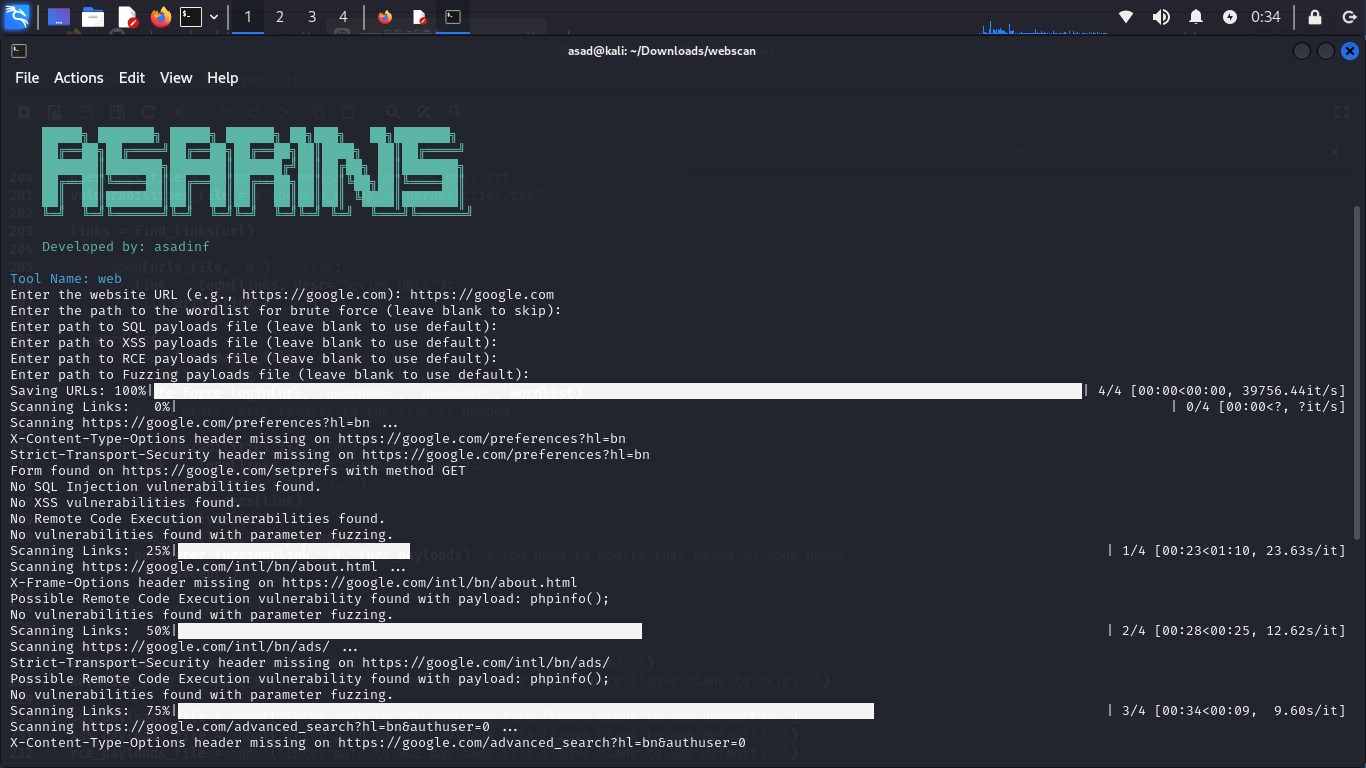 1 2 3 4 0:34
asad@kali: ~/Downloads/webscan
File Actions Edit View Help
ASARINS
Developed by: asadinf
Tool Name: web
Enter the website URL (e.g., https://google.com): https://google.com
Enter the path to the wordlist for brute force (leave blank to skip):
Enter path to SQL payloads file (leave blank to use default):
Enter path to XSS payloads file (leave blank to use default):
Enter path to RCE payloads file (leave blank to use default):
Enter path to Fuzzing payloads file (leave blank to use default):
Saving URLs: 100%| | 4/4 [00:00<00:00, 39756.44it/s]
Scanning Links:   0%| | 0/4 [00:00<?, ?it/s]
Scanning https://google.com/preferences?hl=bn ...
X-Content-Type-Options header missing on https://google.com/preferences?hl=bn
Strict-Transport-Security header missing on https://google.com/preferences?hl=bn
Form found on https://google.com/setprefs with method GET
No SQL Injection vulnerabilities found.
No XSS vulnerabilities found.
No Remote Code Execution vulnerabilities found.
No vulnerabilities found with parameter fuzzing.
Scanning Links:  25%| | 1/4 [00:23<01:10, 23.63s/it]
Scanning https://google.com/intl/bn/about.html ...
X-Frame-Options header missing on https://google.com/intl/bn/about.html
Possible Remote Code Execution vulnerability found with payload: phpinfo();
No vulnerabilities found with parameter fuzzing.
Scanning Links:  50%| | 2/4 [00:28<00:25, 12.62s/it]
Scanning https://google.com/intl/bn/ads/ ...
Strict-Transport-Security header missing on https://google.com/intl/bn/ads/
Possible Remote Code Execution vulnerability found with payload: phpinfo();
No vulnerabilities found with parameter fuzzing.
Scanning Links:  75%| | 3/4 [00:34<00:09,  9.60s/it]
Scanning https://google.com/advanced_search?hl=bn&authuser=0 ...
X-Content-Type-Options header missing on https://google.com/advanced_search?hl=bn&authuser=0